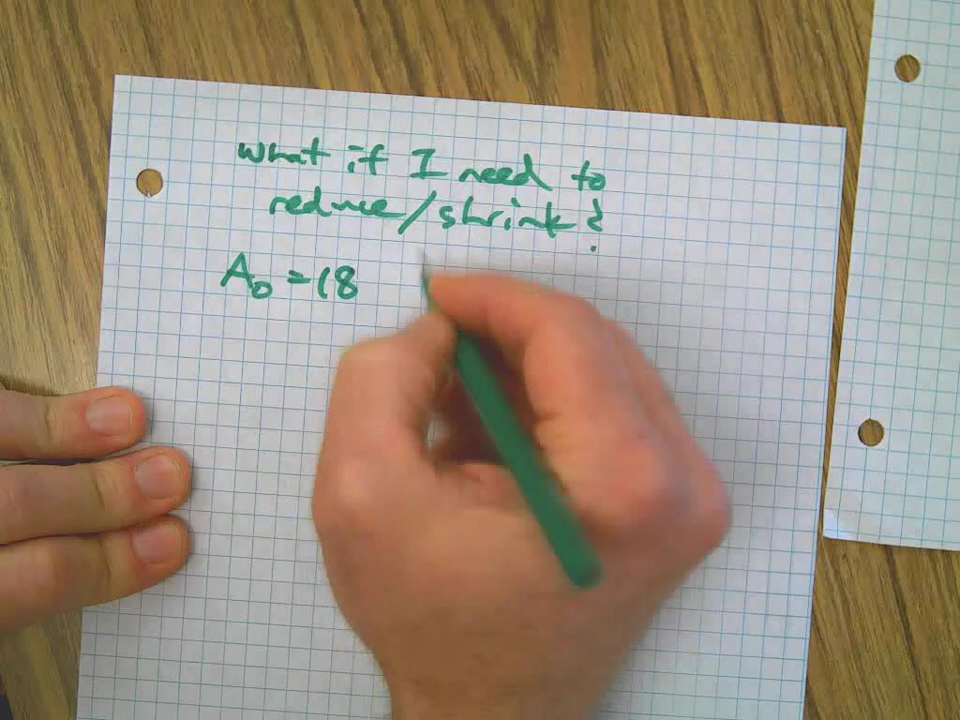 what if I need to
reduce/shrink?
A₀ = 18